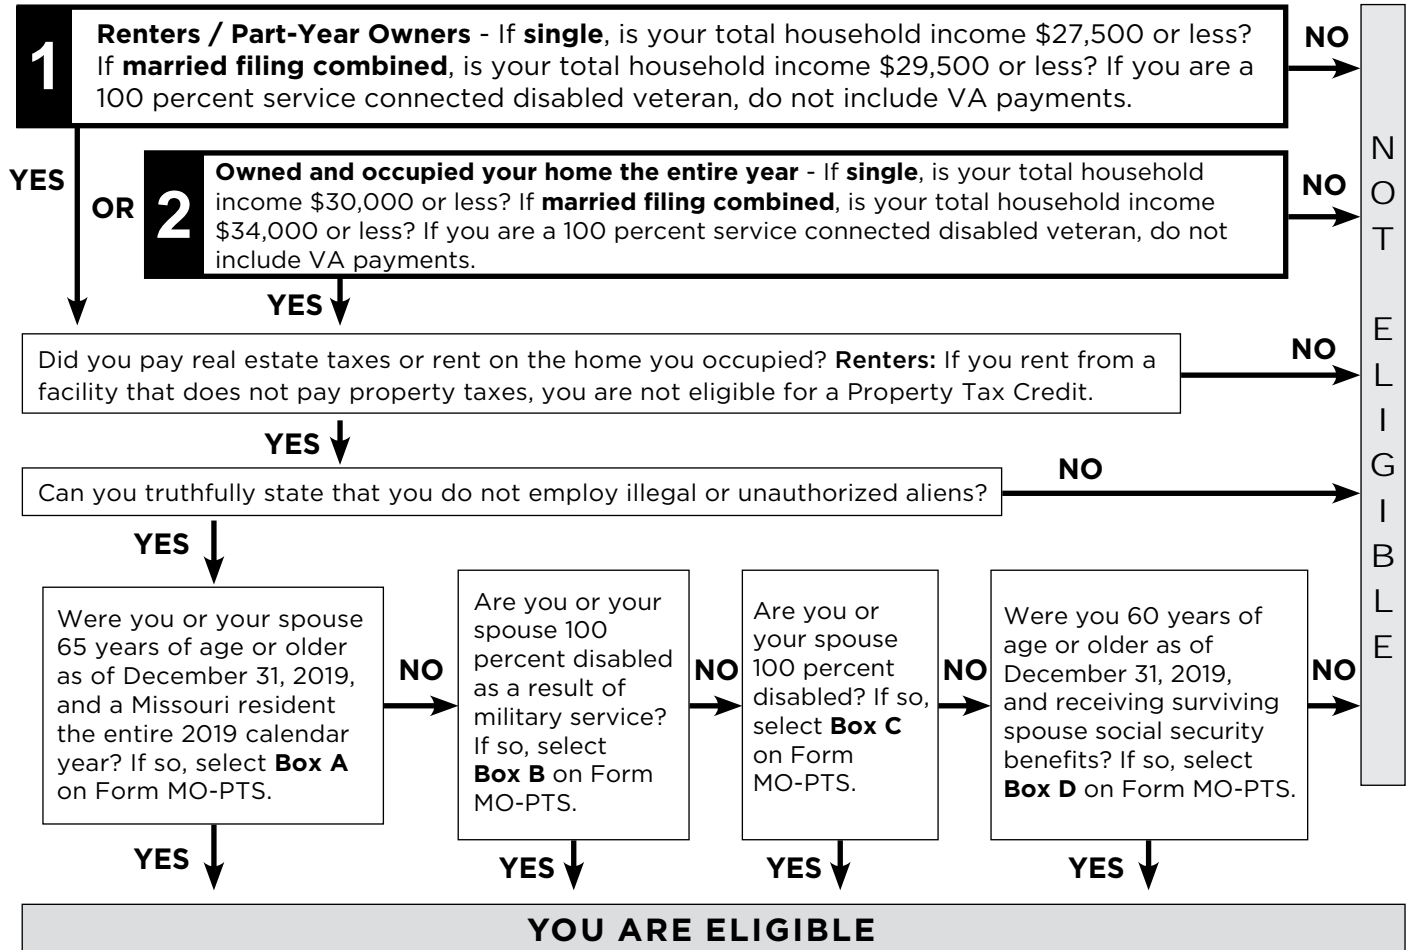 1
Renters / Part-Year Owners - If single, is your total household income $27,500 or less?
If married filing combined, is your total household income $29,500 or less? If you are a
100 percent service connected disabled veteran, do not include VA payments.
NO
YES
OR
2
Owned and occupied your home the entire year - If single, is your total household
income $30,000 or less? If married filing combined, is your total household income
$34,000 or less? If you are a 100 percent service connected disabled veteran, do not
include VA payments.
NO
YES
Did you pay real estate taxes or rent on the home you occupied? Renters: If you rent from a
facility that does not pay property taxes, you are not eligible for a Property Tax Credit.
NO
YES
Can you truthfully state that you do not employ illegal or unauthorized aliens?
NO
YES
Were you or your spouse
65 years of age or older
as of December 31, 2019,
and a Missouri resident
the entire 2019 calendar
year? If so, select Box A
on Form MO-PTS.
NO
YES
Are you or your
spouse 100
percent disabled
as a result of
military service?
If so, select
Box B on Form
MO-PTS.
NO
YES
Are you or
your spouse
100 percent
disabled? If so,
select Box C
on Form
MO-PTS.
NO
YES
Were you 60 years of
age or older as of
December 31, 2019,
and receiving surviving
spouse social security
benefits? If so, select
Box D on Form MO-PTS.
NO
YES
NOT ELIGIBLE
YOU ARE ELIGIBLE